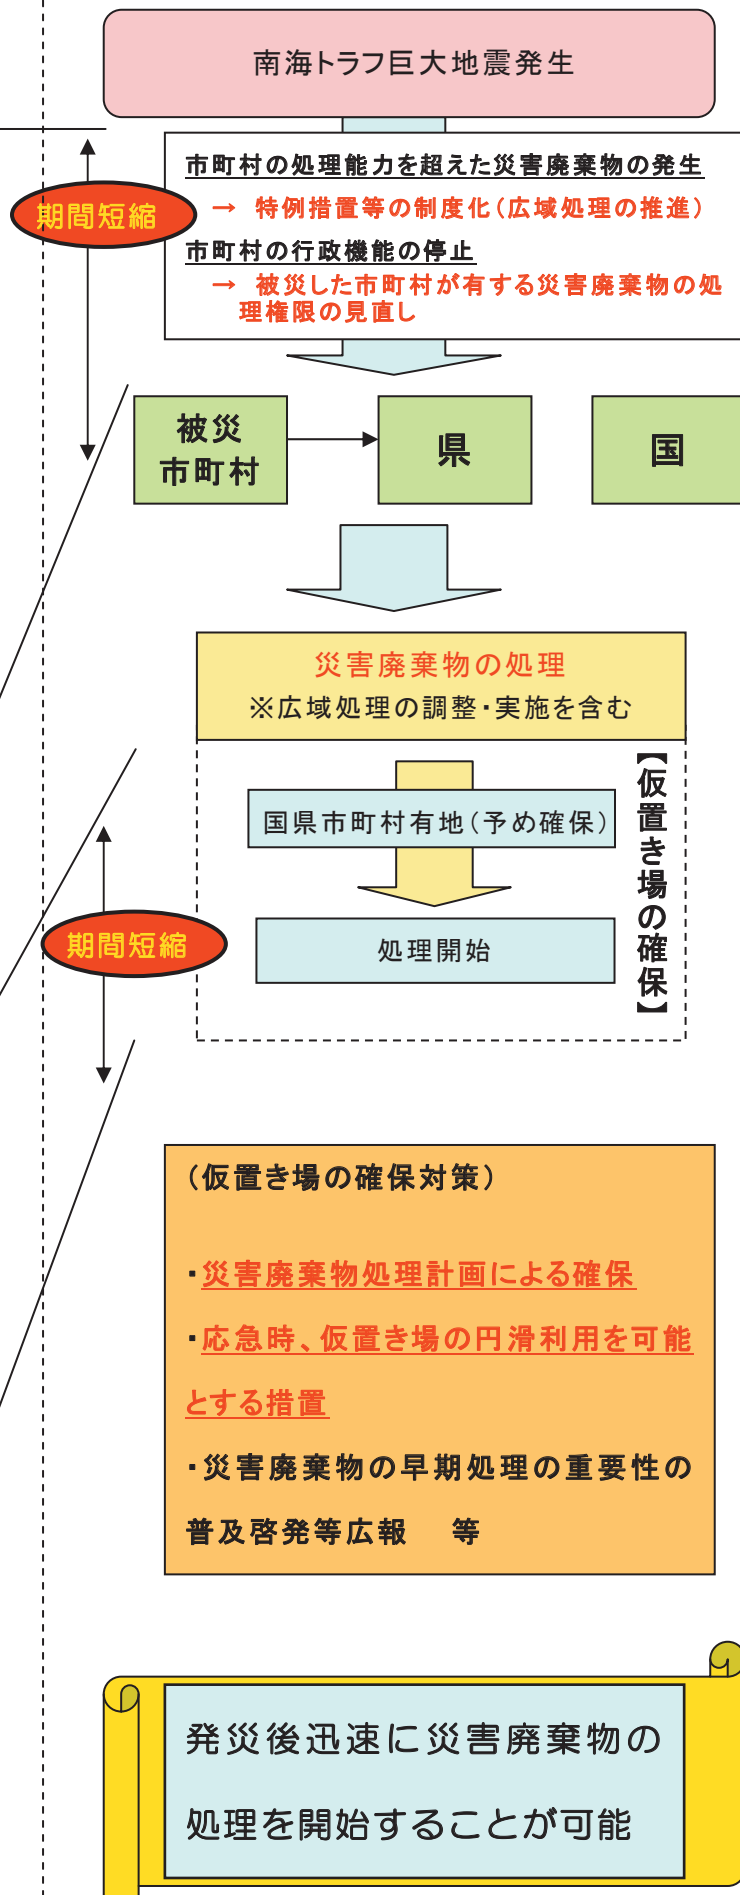 南海トラフ巨大地震発生
市町村の処理能力を超えた災害廃棄物の発生
→ 特例措置等の制度化(広域処理の推進)
市町村の行政機能の停止
→ 被災した市町村が有する災害廃棄物の処
理権限の見直し
期間短縮
被災
市町村
県
国
災害廃棄物の処理
※広域処理の調整・実施を含む
国県市町村有地(予め確保)
処理開始
【仮置き場の確保】
期間短縮
(仮置き場の確保対策)
・災害廃棄物処理計画による確保
・応急時、仮置き場の円滑利用を可能
とする措置
・災害廃棄物の早期処理の重要性の
普及啓発等広報 等
発災後迅速に災害廃棄物の
処理を開始することが可能